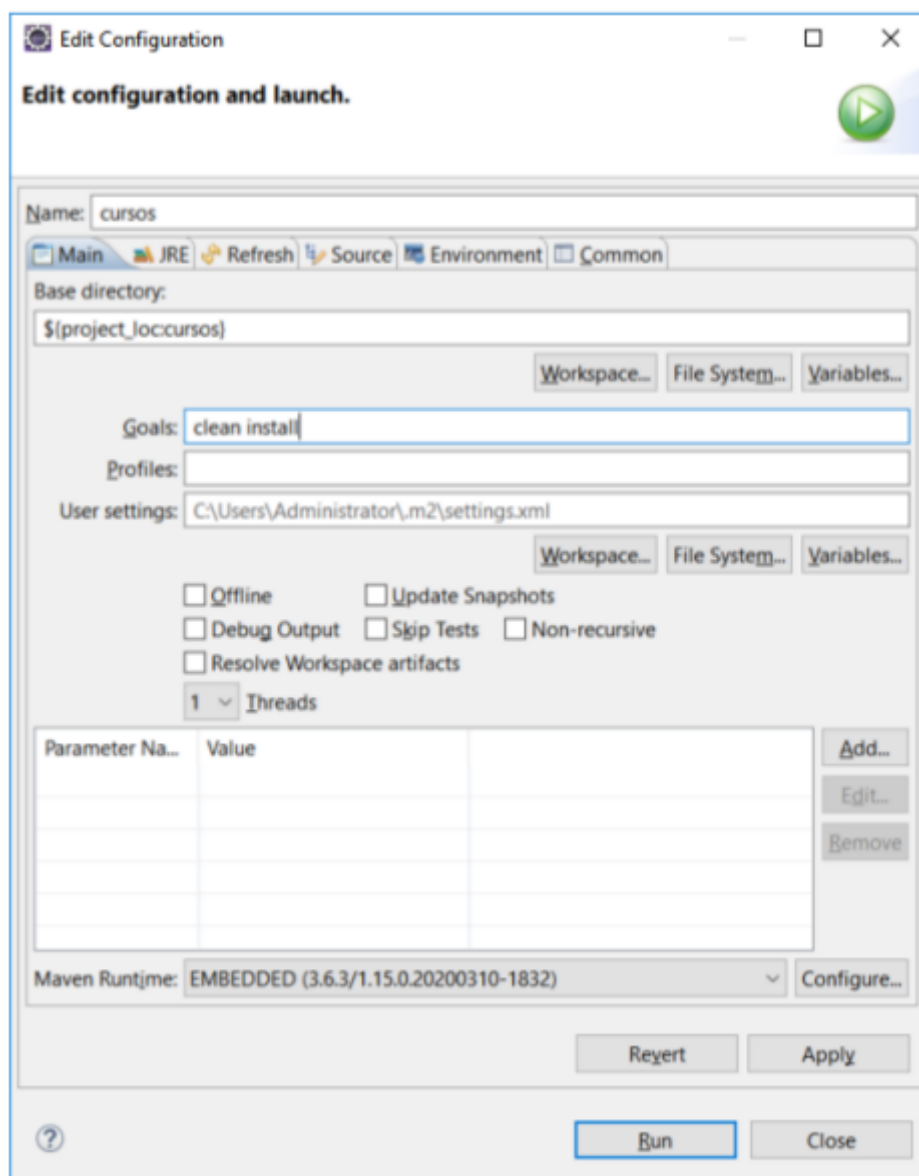 Edit Configuration
Edit configuration and launch.
Name: cursos
Main JRE Refresh Source Environment Common
Base directory:
${project_loc:cursos}
Workspace... File System... Variables...
Goals: clean install
Profiles:
User settings: C:\Users\Administrator\.m2\settings.xml
Workspace... File System... Variables...
Offline Update Snapshots
Debug Output Skip Tests Non-recursive
Resolve Workspace artifacts
1 Threads
Parameter Na... Value Add...
Edit...
Remove
Maven Runtime: EMBEDDED (3.6.3/1.15.0.20200310-1832) Configure...
Revert Apply
? Run Close